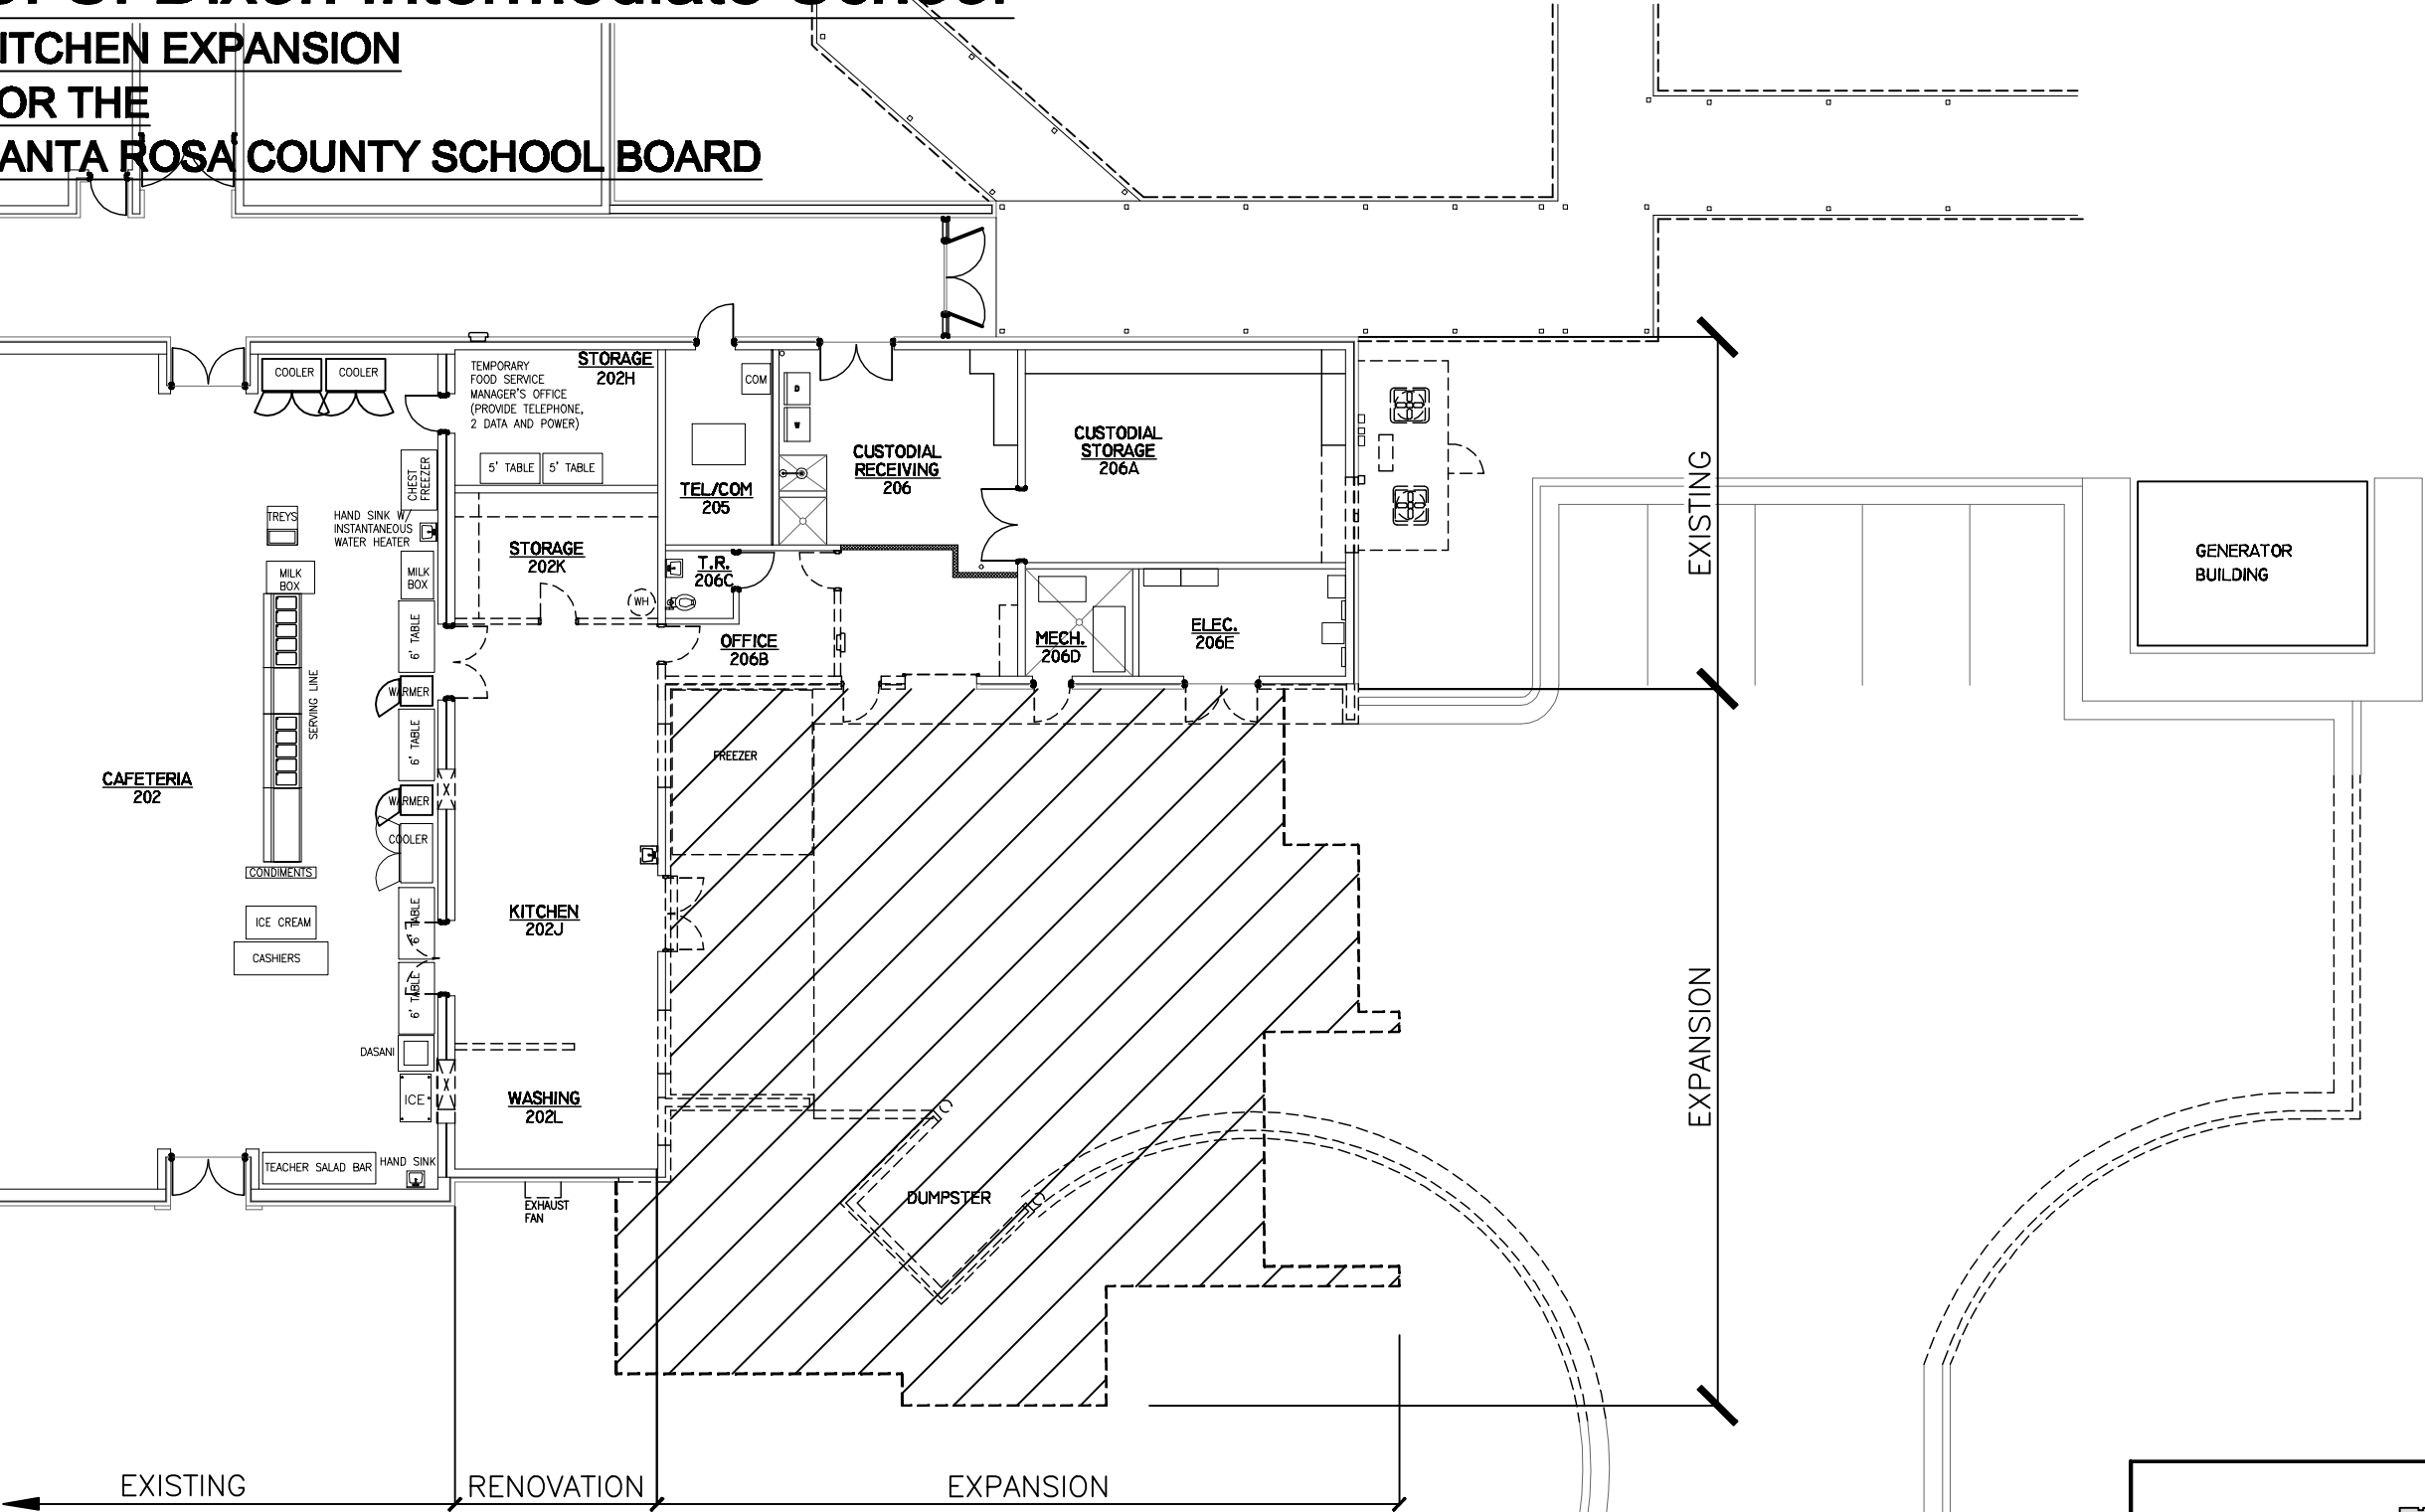 Dixon Intermediate School
ITCHEN EXPANSION
OR THE
ANTA ROSA COUNTY SCHOOL BOARD
COOLER
COOLER
TEMPORARY
FOOD SERVICE
MANAGER'S OFFICE
(PROVIDE TELEPHONE,
2 DATA AND POWER)
STORAGE
202H
COM
D
W
5' TABLE
5' TABLE
CHEST
FREEZER
TEL/COM
205
CUSTODIAL
RECEIVING
206
CUSTODIAL
STORAGE
206A
EXISTING
TREYS
HAND SINK W/
INSTANTANEOUS
WATER HEATER
STORAGE
202K
GENERATOR
BUILDING
MILK
BOX
MILK
BOX
T.R.
206C
WH
6' TABLE
OFFICE
206B
MECH.
206D
ELEC.
206E
SERVING LINE
WARMER
6' TABLE
FREEZER
CAFETERIA
202
WARMER
COOLER
CONDIMENTS
6' TABLE
ICE CREAM
KITCHEN
202J
CASHIERS
6' TABLE
EXPANSION
DASANI
ICE
WASHING
202L
TEACHER SALAD BAR
HAND SINK
EXHAUST
FAN
DUMPSTER
EXISTING
RENOVATION
EXPANSION